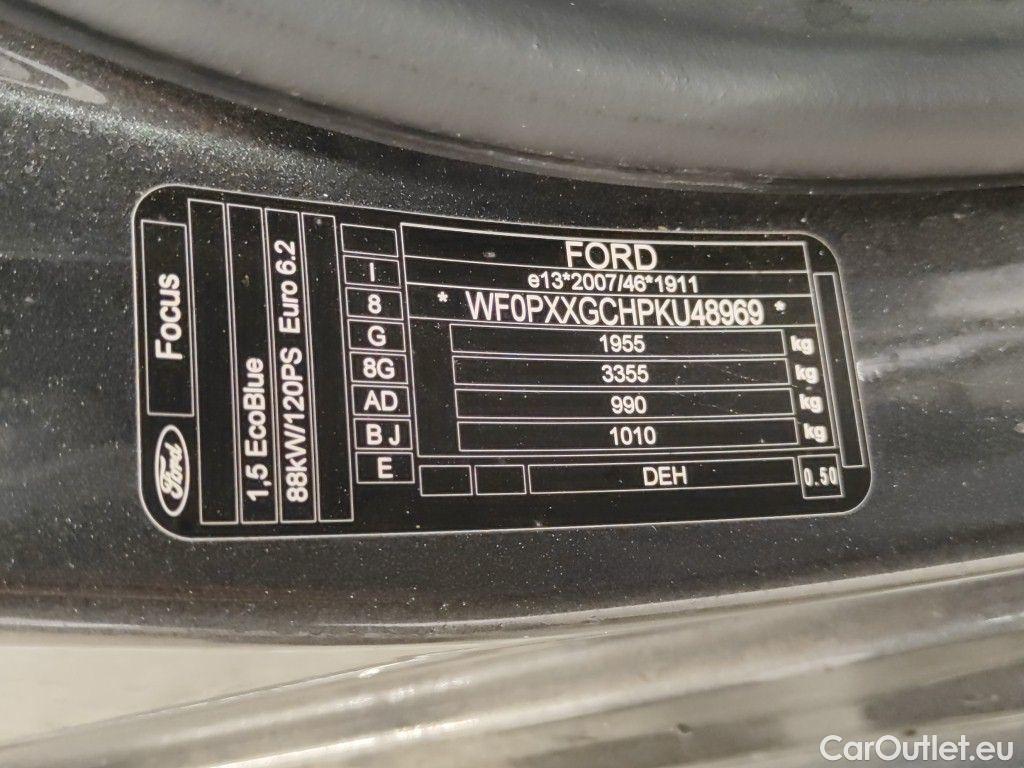 FORD
e13*2007/46*1911
* WF0PXXGCHPKU48969 *
1955 kg
3355 kg
990 kg
1010 kg
DEH 0.50
I
8
G
8G
AD
B J
E
Focus
Ford
1,5 EcoBlue
88kW/120PS Euro 6.2
CarOutlet.eu